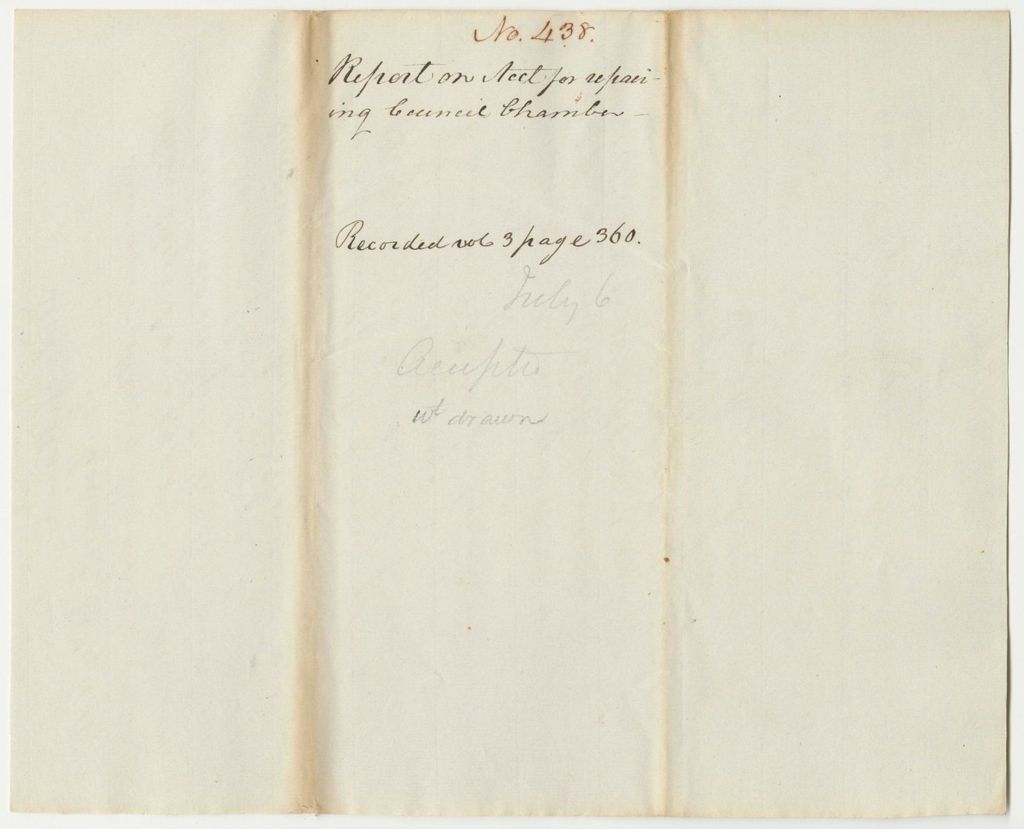 No. 438.
Report on Acct for repair-
ing Council Chamber -
Recorded vol 3 page 360.
July 6
Accepted
wt drawn